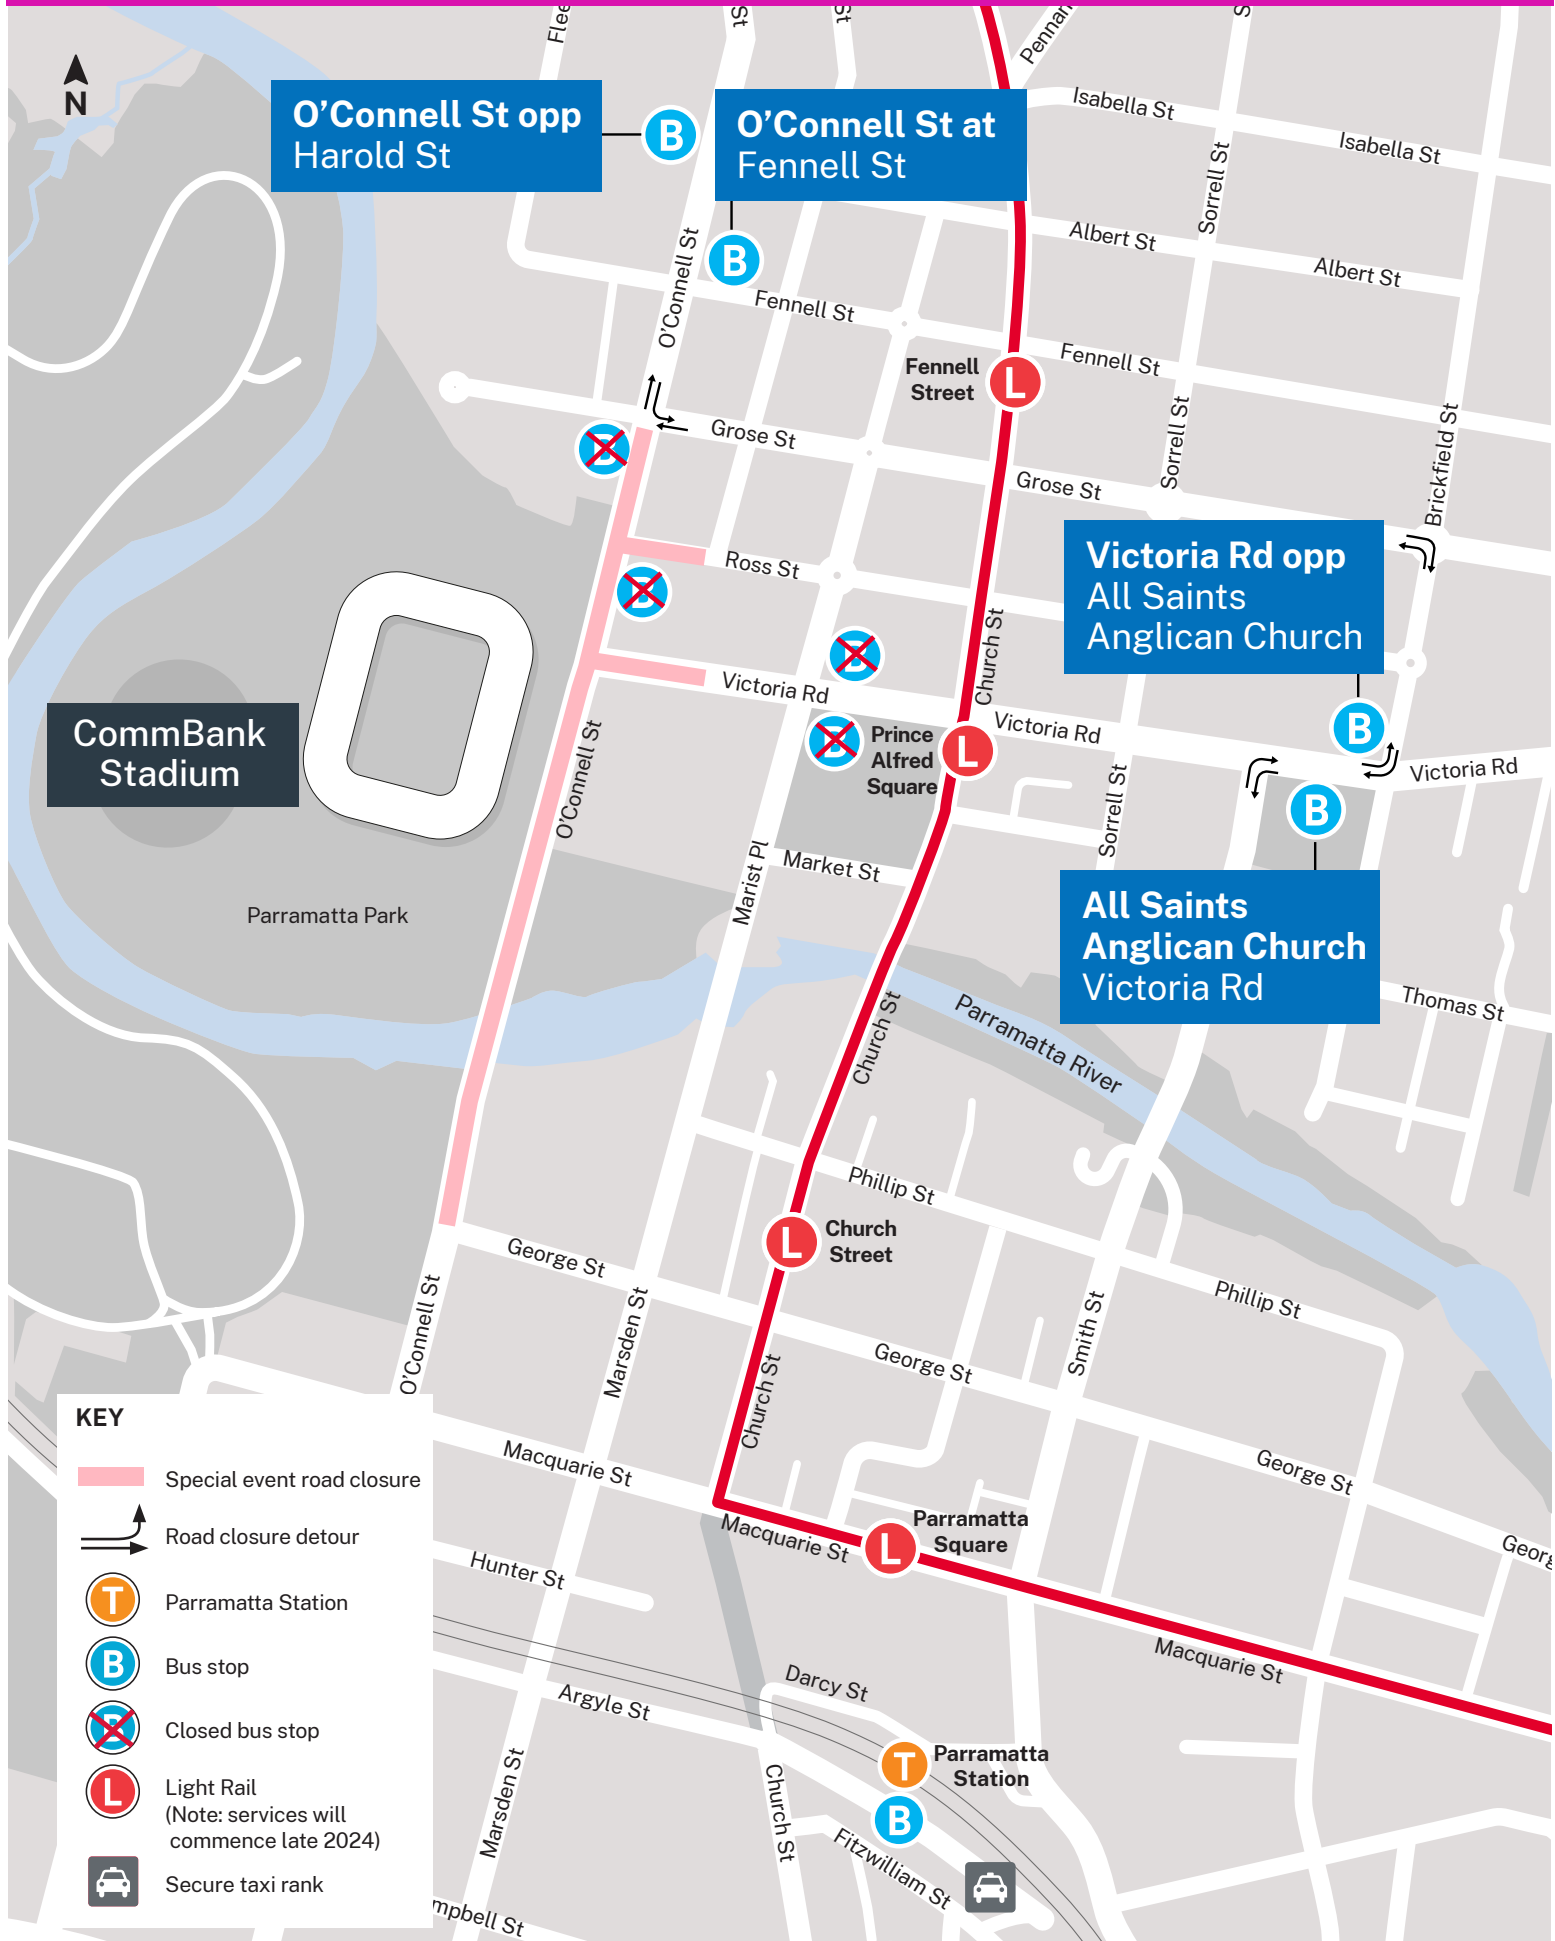 N
Pennan
Isabella St
Isabella St
O'Connell St opp
Harold St
B
O'Connell St at
Fennell St
B
Sorrell St
Albert St
Albert St
O'Connell St
Fennell St
Fennell St
Fennell
Street
L
Grose St
Grose St
Sorrell St
Brickfield St
B
Ross St
B
Victoria Rd opp
All Saints
Anglican Church
B
Church St
B
Victoria Rd
Victoria Rd
Victoria Rd
B
Prince
Alfred
Square
L
CommBank
Stadium
O'Connell St
Sorrell St
B
Market St
Marist Pl
All Saints
Anglican Church
Victoria Rd
Parramatta Park
Thomas St
Church St
Parramatta River
Phillip St
Church
Street
L
George St
Phillip St
O'Connell St
Marsden St
Smith St
George St
Church St
Macquarie St
George St
Macquarie St
Parramatta
Square
L
Georg
Hunter St
Macquarie St
Darcy St
Argyle St
Parramatta
Station
T
B
Marsden St
Church St
Fitzwilliam St
mpbell St
KEY
Special event road closure
Road closure detour
T
Parramatta Station
B
Bus stop
B
Closed bus stop
L
Light Rail
(Note: services will
commence late 2024)
Secure taxi rank